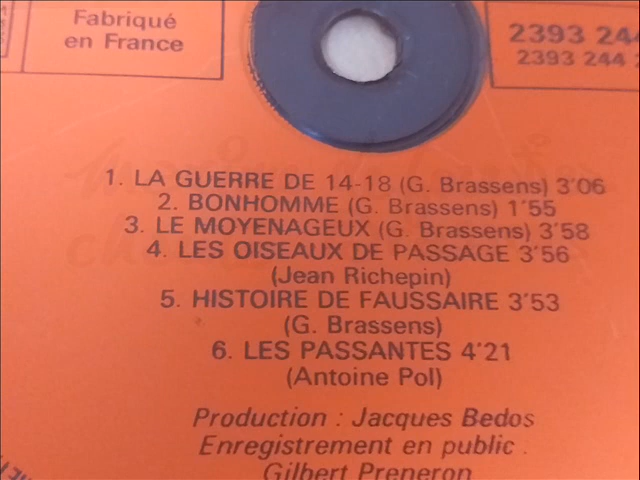 Fabriqué
en France
2393 244
2393 244
1. LA GUERRE DE 14-18 (G. Brassens) 3'06
2. BONHOMME (G. Brassens) 1'55
3. LE MOYENAGEUX (G. Brassens) 3'58
4. LES OISEAUX DE PASSAGE 3'56
(Jean Richepin)
5. HISTOIRE DE FAUSSAIRE 3'53
(G. Brassens)
6. LES PASSANTES 4'21
(Antoine Pol)
Production : Jacques Bedos
Enregistrement en public :
Gilbert Preneron